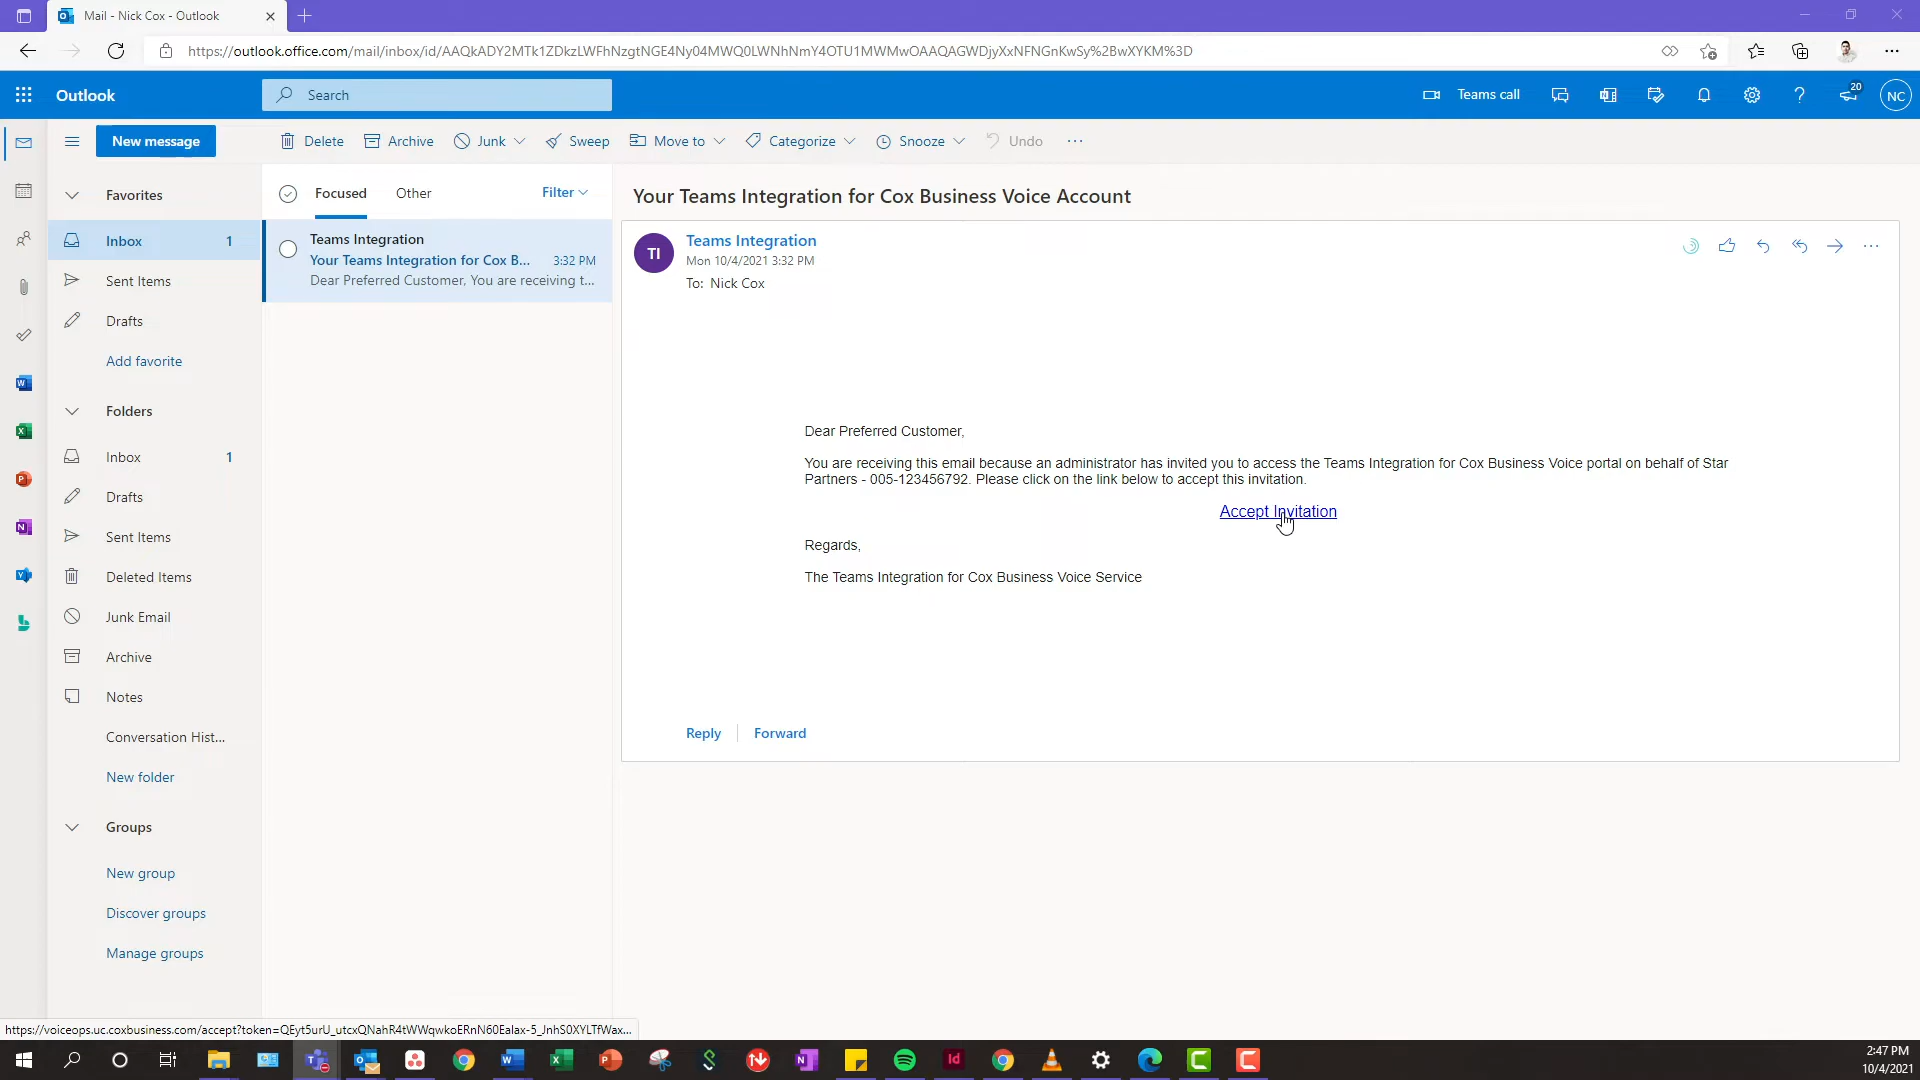 Mail - Nick Cox - Outlook
https://outlook.office.com/mail/inbox/id/AAQkADY2MTk1ZDkzLWFhNzgtNGE4Ny04MWQ0LWNhNmY4OTU1MWMwOAAQAGWDjyXxNFNGnKwSy%2BwXYKM%3D
Outlook
Search
Teams call
20
NC
New message
Delete
Archive
Junk
Sweep
Move to
Categorize
Snooze
Undo
Favorites
Inbox 1
Sent Items
Drafts
Add favorite
Folders
Inbox 1
Drafts
Sent Items
Deleted Items
Junk Email
Archive
Notes
Conversation Hist...
New folder
Groups
New group
Discover groups
Manage groups
Focused
Other
Filter
Teams Integration
Your Teams Integration for Cox B... 3:32 PM
Dear Preferred Customer, You are receiving t...
Your Teams Integration for Cox Business Voice Account
TI
Teams Integration
Mon 10/4/2021 3:32 PM
To: Nick Cox
Dear Preferred Customer,
You are receiving this email because an administrator has invited you to access the Teams Integration for Cox Business Voice portal on behalf of Star
Partners - 005-123456792. Please click on the link below to accept this invitation.
Accept Invitation
Regards,
The Teams Integration for Cox Business Voice Service
Reply
Forward
https://voiceops.uc.coxbusiness.com/accept?token=QEyt5urU_utcxQNahR4tWWqwkoERnN60Ealax-5_JnhS0XYLTfWax...
2:47 PM
10/4/2021